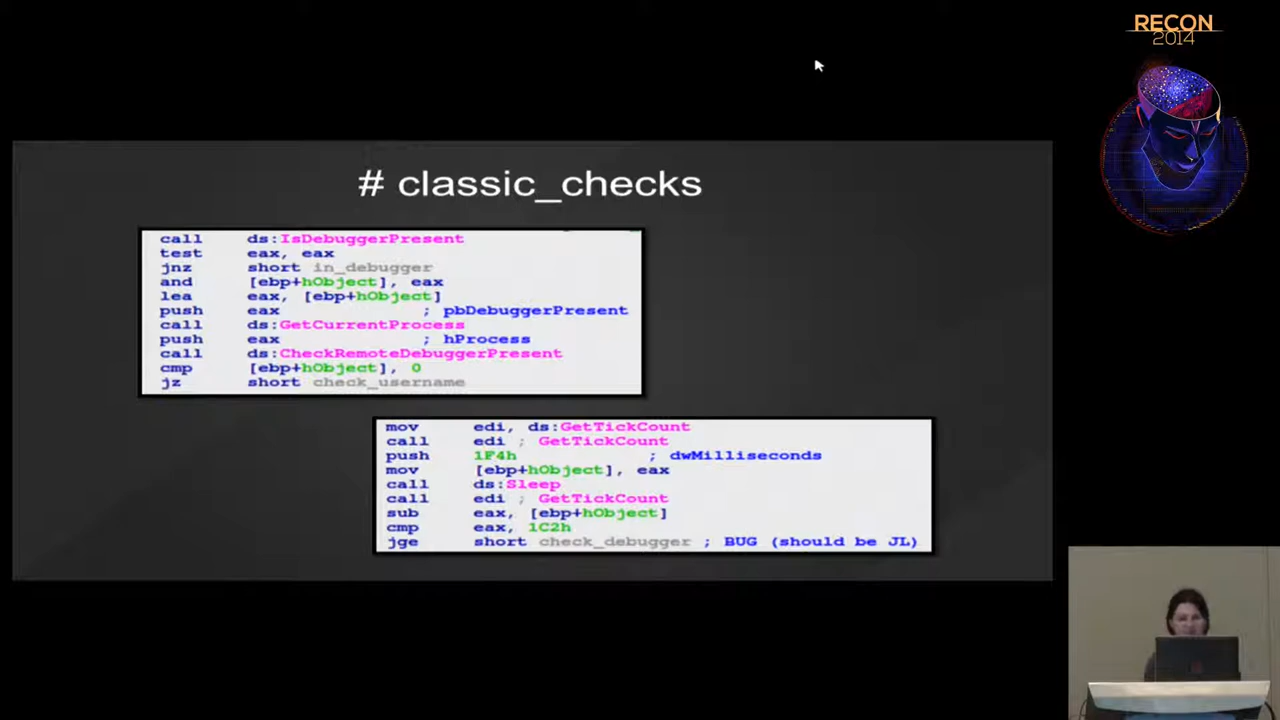 RECON
2014
# classic_checks
call ds:IsDebuggerPresent
test eax, eax
jnz short in_debugger
and [ebp+hObject], eax
lea eax, [ebp+hObject]
push eax ; pbDebuggerPresent
call ds:GetCurrentProcess
push eax ; hProcess
call ds:CheckRemoteDebuggerPresent
cmp [ebp+hObject], 0
jz short check_username
mov edi, ds:GetTickCount
call edi ; GetTickCount
push 1F4h ; dwMilliseconds
mov [ebp+hObject], eax
call ds:Sleep
call edi ; GetTickCount
sub eax, [ebp+hObject]
cmp eax, 1C2h
jge short check_debugger ; BUG (should be JL)